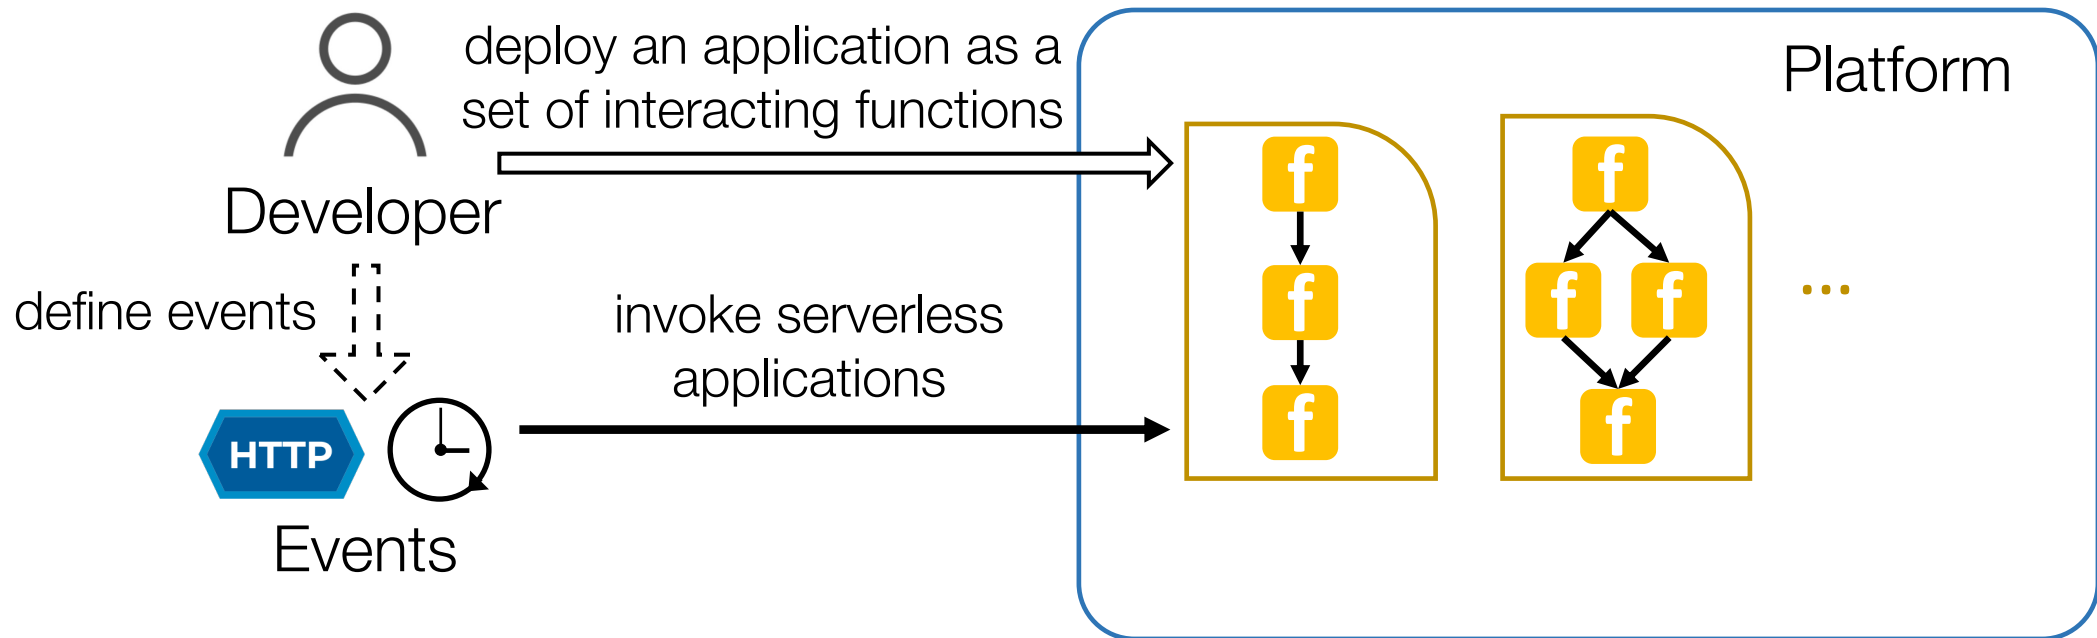 deploy an application as a
set of interacting functions
Platform
Developer
define events
invoke serverless
applications
HTTP
Events
f
f
f
f
f
f
f
...